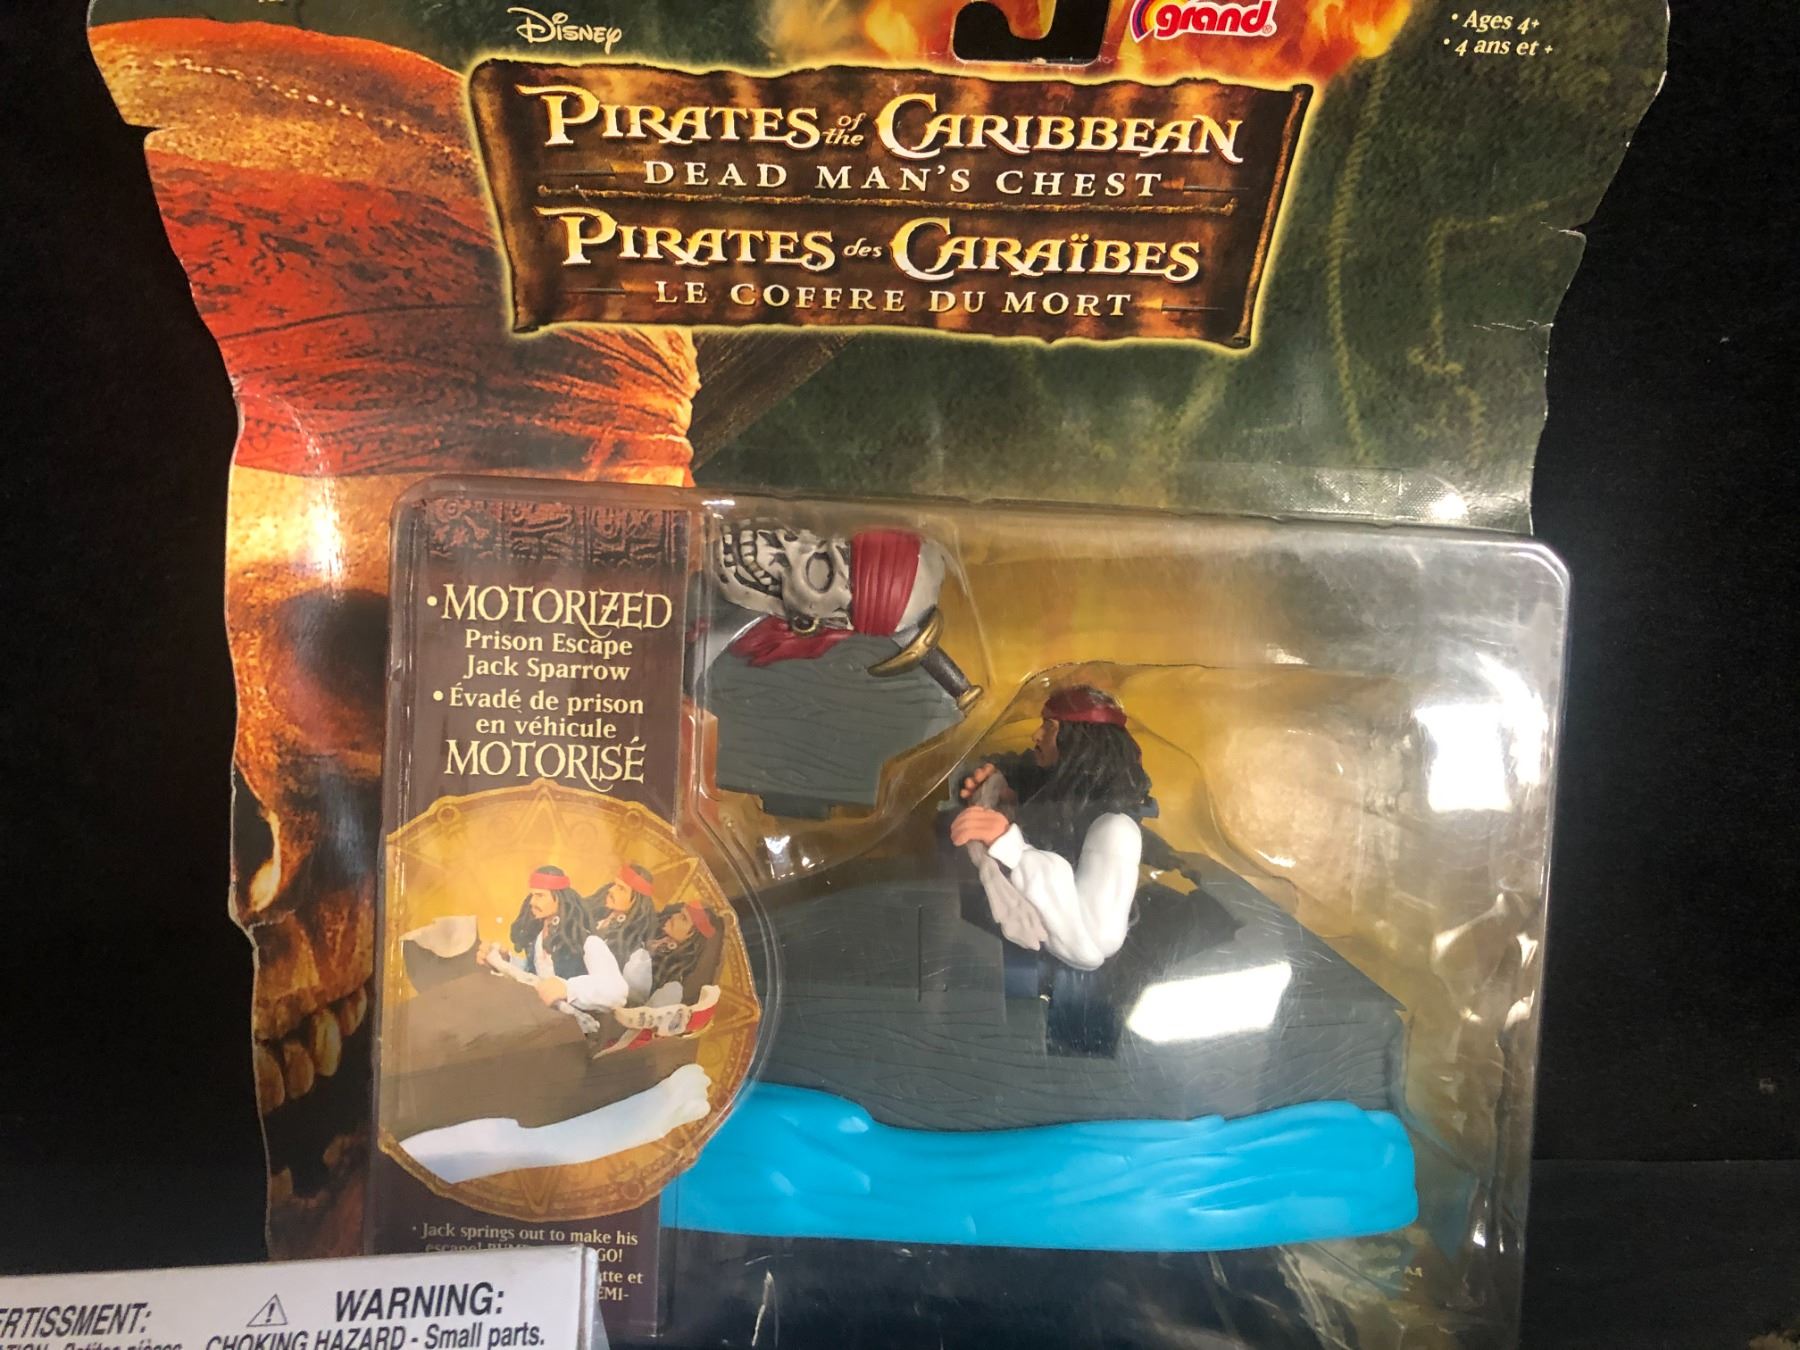 Disney
grand
• Ages 4+
• 4 ans et +
PIRATES of the CARIBBEAN
DEAD MAN'S CHEST
PIRATES des CARAÏBES
LE COFFRE DU MORT
• MOTORIZED
Prison Escape
Jack Sparrow
• Évadé de prison
en véhicule
MOTORISÉ
• Jack springs out to make his
GO!
et
WARNING:
CHOKING HAZARD - Small parts.